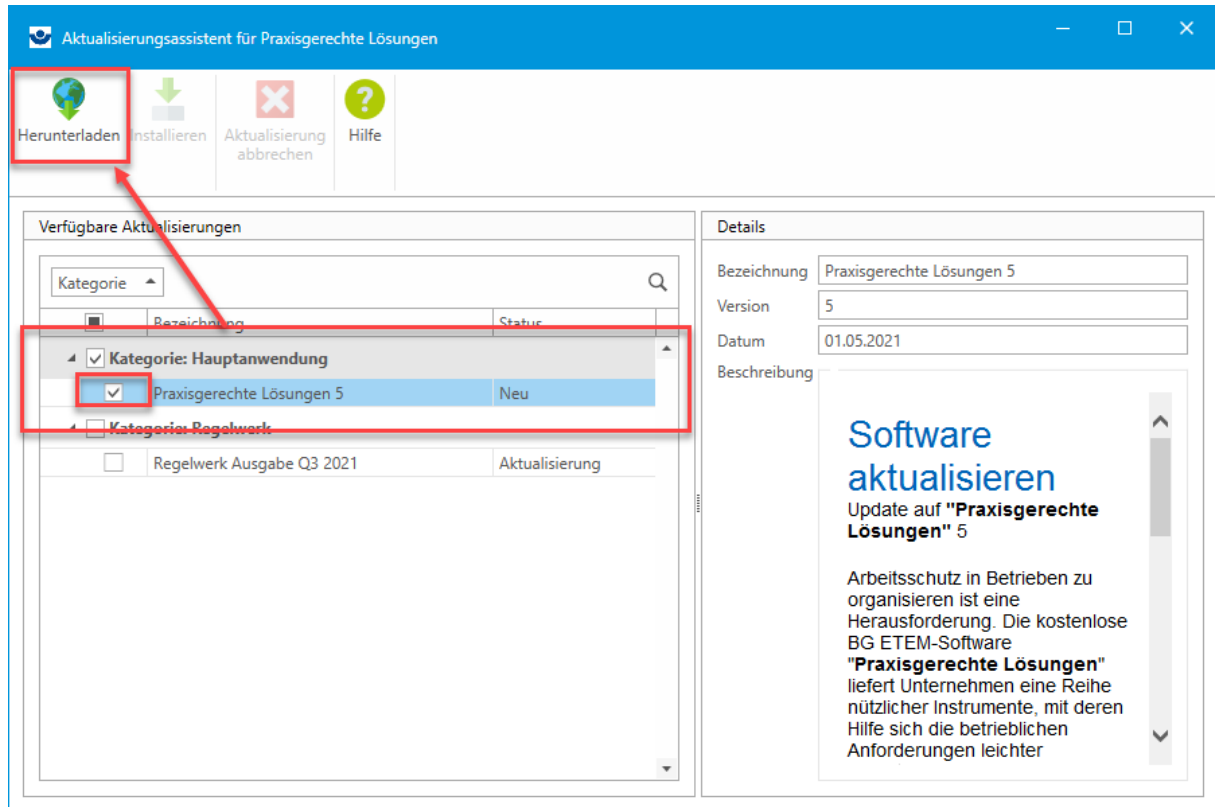 Aktualisierungsassistent für Praxisgerechte Lösungen
Herunterladen
Installieren
Aktualisierung
abbrechen
Hilfe
Verfügbare Aktualisierungen
Kategorie
Bezeichnung Status
Kategorie: Hauptanwendung
Praxisgerechte Lösungen 5 Neu
Kategorie: Regelwerk
Regelwerk Ausgabe Q3 2021 Aktualisierung
Details
Bezeichnung Praxisgerechte Lösungen 5
Version 5
Datum 01.05.2021
Beschreibung
Software
aktualisieren
Update auf "Praxisgerechte
Lösungen" 5
Arbeitsschutz in Betrieben zu
organisieren ist eine
Herausforderung. Die kostenlose
BG ETEM-Software
"Praxisgerechte Lösungen"
liefert Unternehmen eine Reihe
nützlicher Instrumente, mit deren
Hilfe sich die betrieblichen
Anforderungen leichter